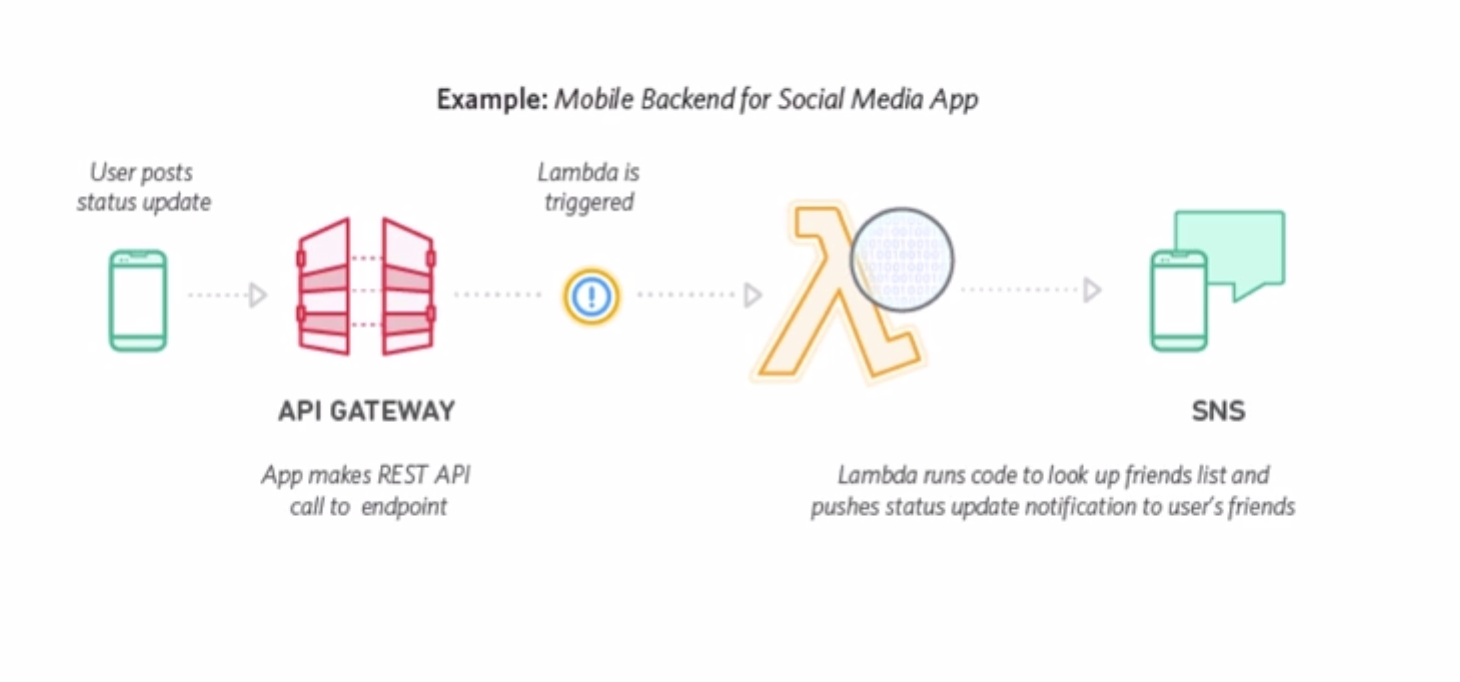 Example: Mobile Backend for Social Media App
User posts
status update
Lambda is
triggered
API GATEWAY
App makes REST API
call to endpoint
SNS
Lambda runs code to look up friends list and
pushes status update notification to user's friends